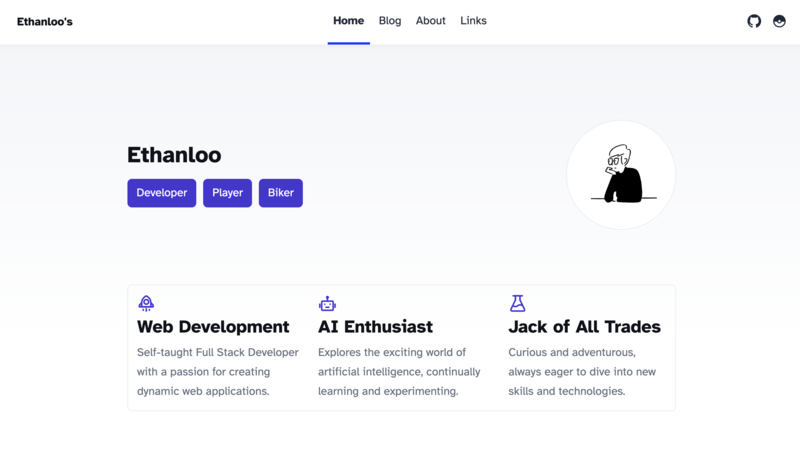 Ethanloo's
Home Blog About Links
Ethanloo
Developer Player Biker
Web Development
Self-taught Full Stack Developer
with a passion for creating
dynamic web applications.
AI Enthusiast
Explores the exciting world of
artificial intelligence, continually
learning and experimenting.
Jack of All Trades
Curious and adventurous,
always eager to dive into new
skills and technologies.